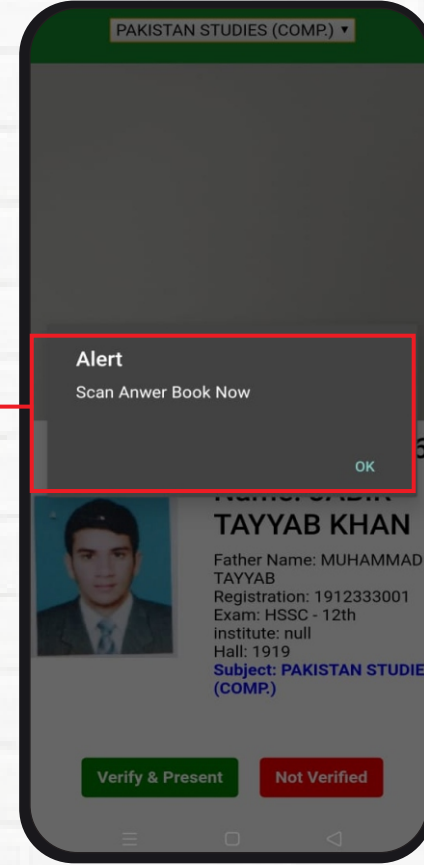 PAKISTAN STUDIES (COMP.)
Alert
Scan Anwer Book Now
OK
TAYYAB KHAN
Father Name: MUHAMMAD
TAYYAB
Registration: 1912333001
Exam: HSSC - 12th
institute: null
Hall: 1919
Subject: PAKISTAN STUDIE
(COMP.)
Verify & Present
Not Verified